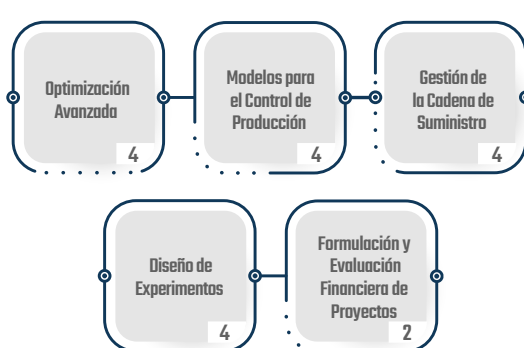 Optimización
Avanzada
4
Modelos para
el Control de
Producción
4
Gestión de
la Cadena de
Suministro
4
Diseño de
Experimentos
4
Formulación y
Evaluación
Financiera de
Proyectos
2